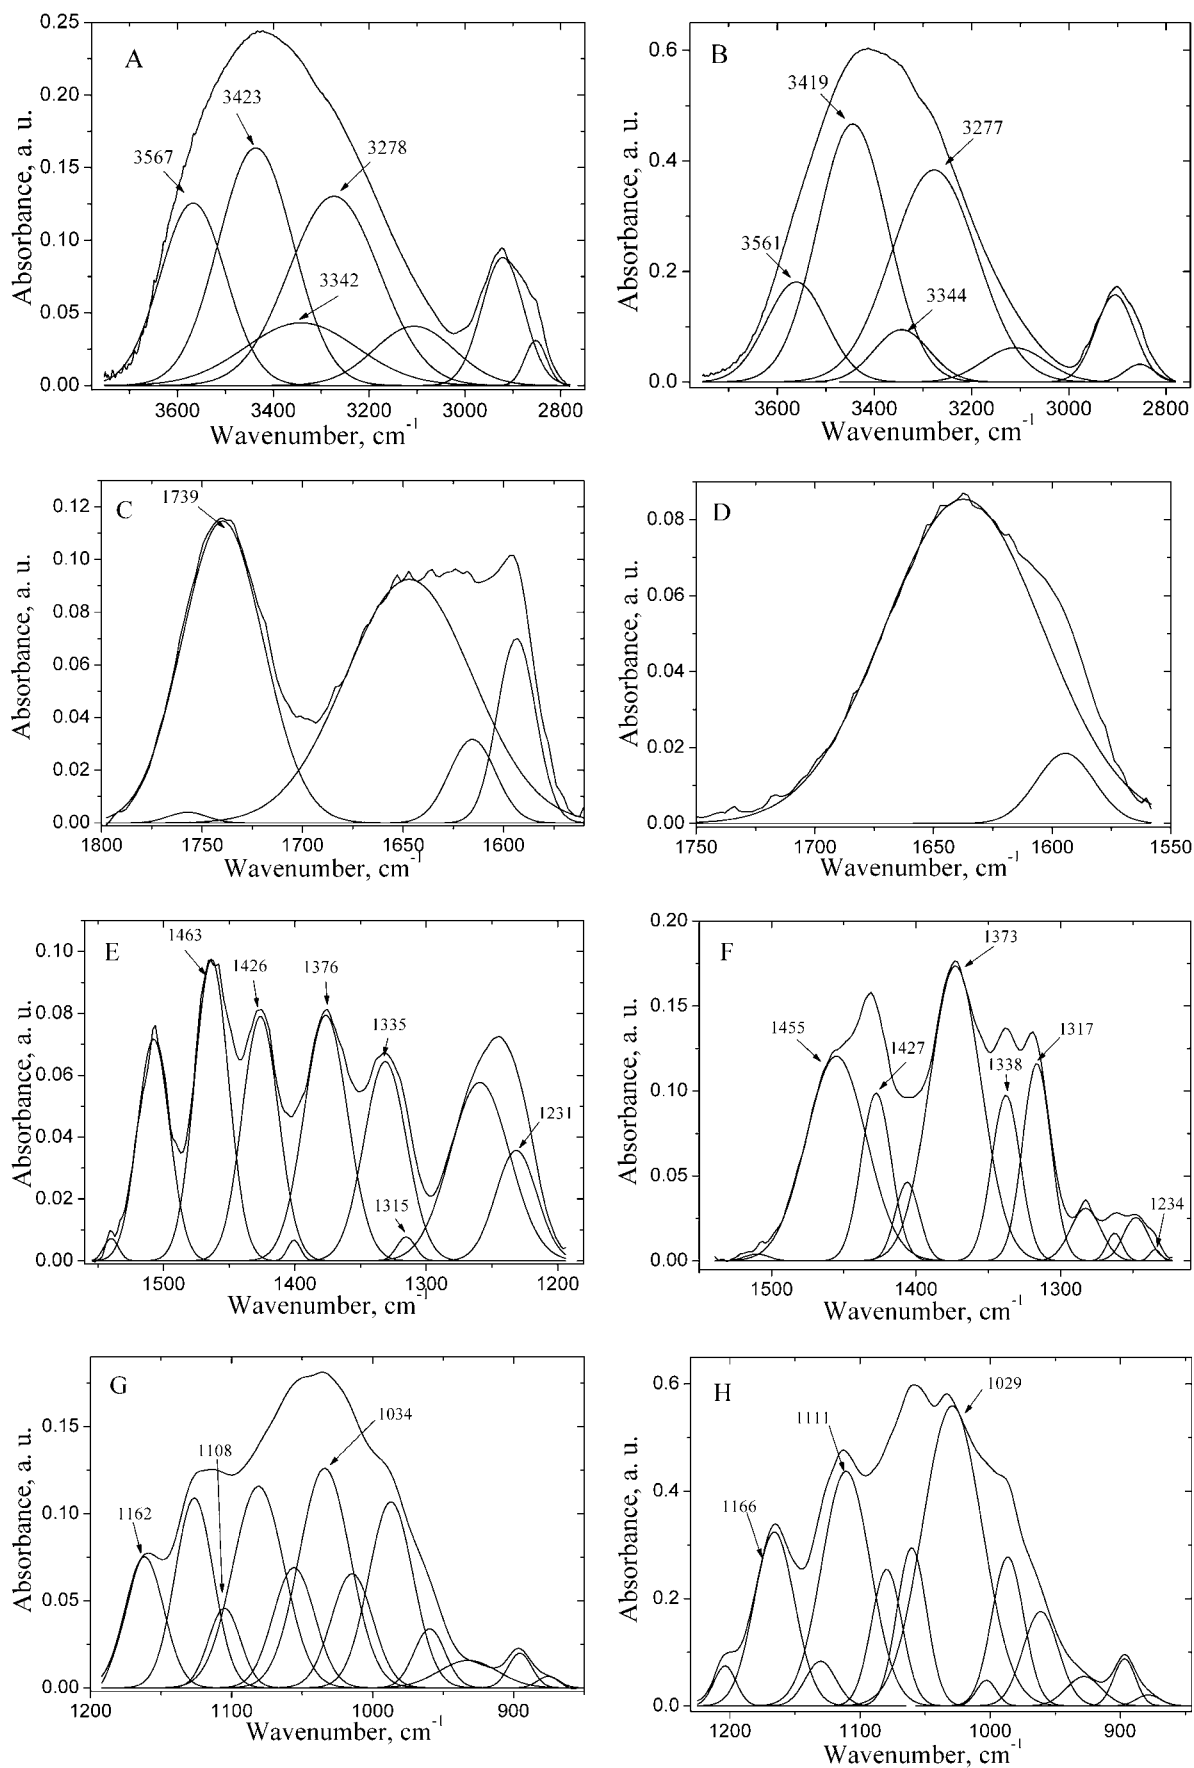 A
3423
3567
3278
3342
0.25
0.20
0.15
0.10
0.05
0.00
Absorbance, a. u.
3600 3400 3200 3000 2800
Wavenumber, cm-1
B
3419
3277
3561
3344
0.6
0.4
0.2
0.0
Absorbance, a. u.
3600 3400 3200 3000 2800
Wavenumber, cm-1
C
1739
0.12
0.10
0.08
0.06
0.04
0.02
0.00
Absorbance, a. u.
1800 1750 1700 1650 1600
Wavenumber, cm-1
D
0.08
0.06
0.04
0.02
0.00
Absorbance, a. u.
1750 1700 1650 1600 1550
Wavenumber, cm-1
E
1463
1426
1376
1335
1231
1315
0.10
0.08
0.06
0.04
0.02
0.00
Absorbance, a. u.
1500 1400 1300 1200
Wavenumber, cm-1
F
1373
1455
1427
1338
1317
1234
0.20
0.15
0.10
0.05
0.00
Absorbance, a. u.
1500 1400 1300
Wavenumber, cm-1
G
1034
1108
1162
0.15
0.10
0.05
0.00
Absorbance, a. u.
1200 1100 1000 900
Wavenumber, cm-1
H
1029
1111
1166
0.6
0.4
0.2
0.0
Absorbance, a. u.
1200 1100 1000 900
Wavenumber, cm-1